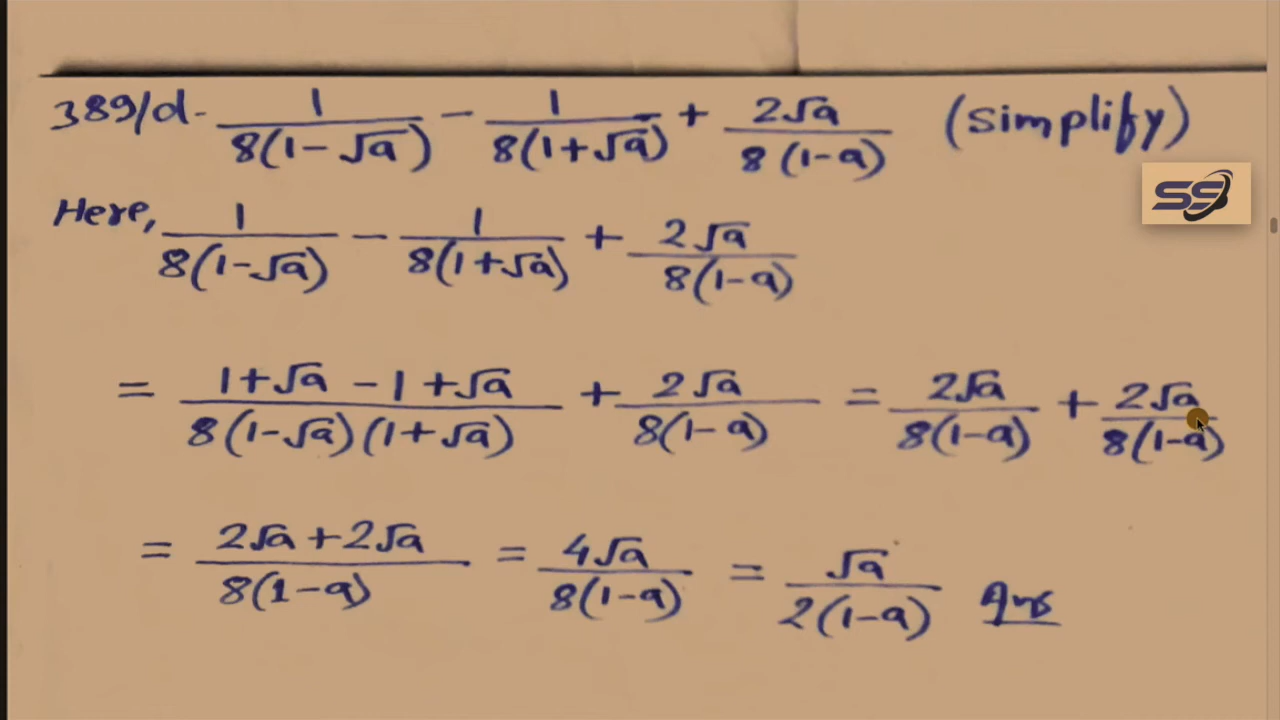 389/d- 1/8(1-√a) - 1/8(1+√a) + 2√a/8(1-a) (simplify)
SS
Here, 1/8(1-√a) - 1/8(1+√a) + 2√a/8(1-a)
= 1+√a-1+√a/8(1-√a)(1+√a) + 2√a/8(1-a) = 2√a/8(1-a) + 2√a/8(1-a)
= 2√a+2√a/8(1-a) = 4√a/8(1-a) = √a/2(1-a) Ans